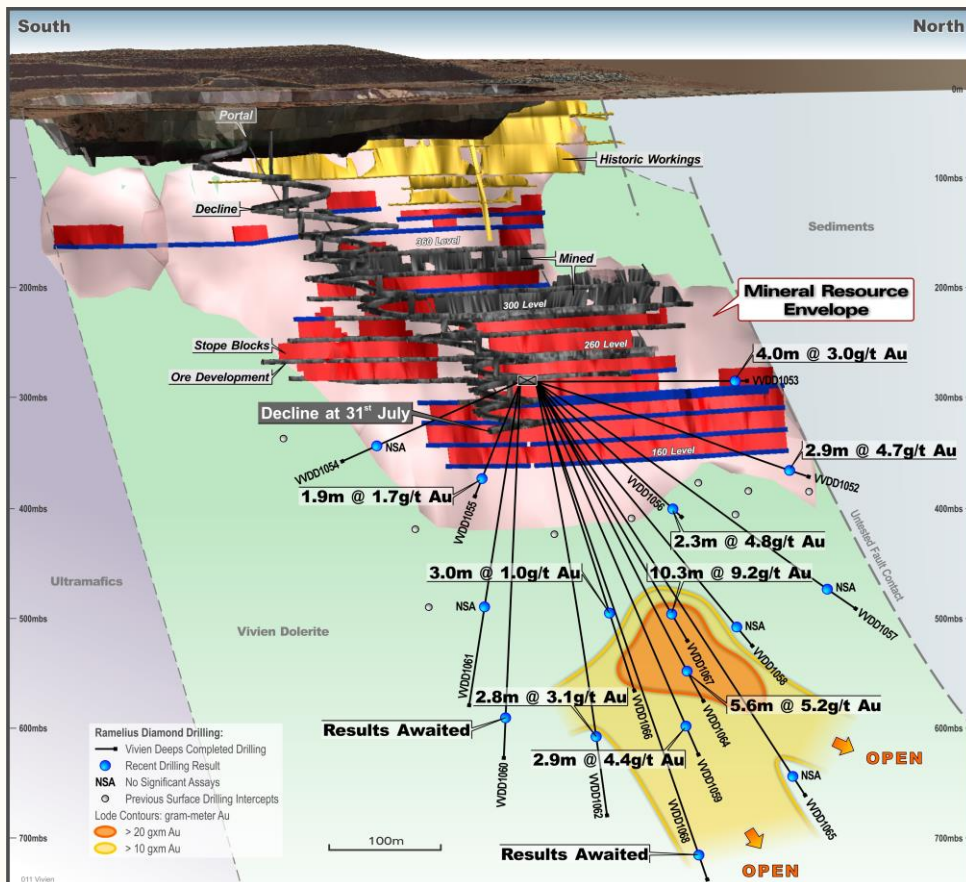 South
North
Portal
0m
Historic Workings
100mbs
Decline
Sediments
360 Level
Mined
200mbs
200mbs
Mineral Resource
Envelope
300 Level
Stope Blocks
260 Level
Ore Development
4.0m @ 3.0g/t Au
VVDD1053
300mbs
300mbs
Decline at 31st July
160 Level
2.9m @ 4.7g/t Au
NSA
VVDD1054
VVDD1052
1.9m @ 1.7g/t Au
VVDD1055
VVDD1056
400mbs
400mbs
2.3m @ 4.8g/t Au
Untested Fault Contact
3.0m @ 1.0g/t Au
10.3m @ 9.2g/t Au
Ultramafics
NSA
NSA
VVDD1057
500mbs
500mbs
Vivien Dolerite
NSA
VVDD1058
VVDD1061
VVDD1067
2.8m @ 3.1g/t Au
5.6m @ 5.2g/t Au
VVDD1066
VVDD1064
Results Awaited
600mbs
600mbs
2.9m @ 4.4g/t Au
OPEN
VVDD1060
VVDD1059
NSA
VVDD1062
VVDD1065
VVDD1068
Ramelius Diamond Drilling:
Vivien Deeps Completed Drilling
Recent Drilling Result
NSA No Significant Assays
Previous Surface Drilling Intercepts
Lode Contours: gram-meter Au
> 20 gxm Au
> 10 gxm Au
700mbs
700mbs
100m
Results Awaited
OPEN
011 Vivien